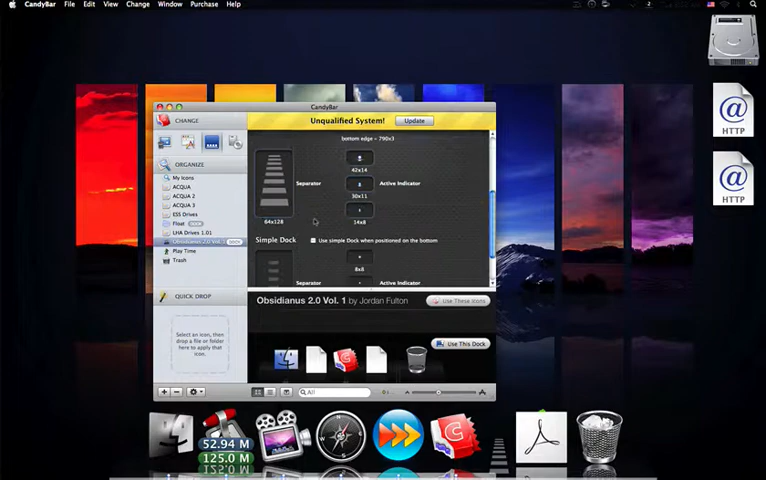 CandyBar File Edit View Change Window Purchase Help
CandyBar
CHANGE
Unqualified System!
Update
bottom edge – 790x3
ORGANIZE
My Icons
ACQUA
ACQUA 2
ACQUA 3
ESS Drives
Float
LHA Drives 1.01
Obsidianus 2.0 Vol.
Play Time
Trash
42x14
Separator
Active Indicator
30x11
64x128
14x8
Simple Dock
Use simple Dock when positioned on the bottom
8x8
Separator
Active Indicator
QUICK DROP
Select an icon, then
drop a file or folder
here to apply that
icon.
Obsidianus 2.0 Vol. 1 by Jordan Fulton
Use These Icons
Use This Dock
All
HTTP
HTTP
52.94 M
125.0 M